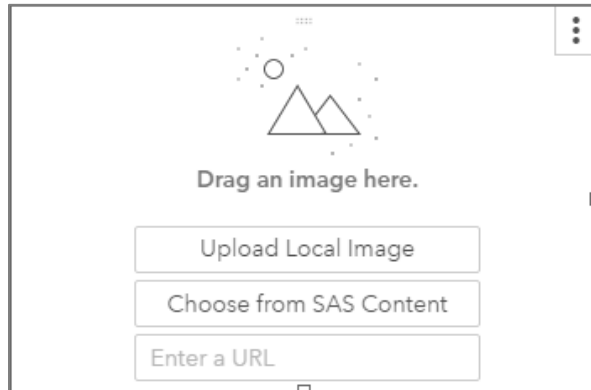 Drag an image here.
Upload Local Image
Choose from SAS Content
Enter a URL